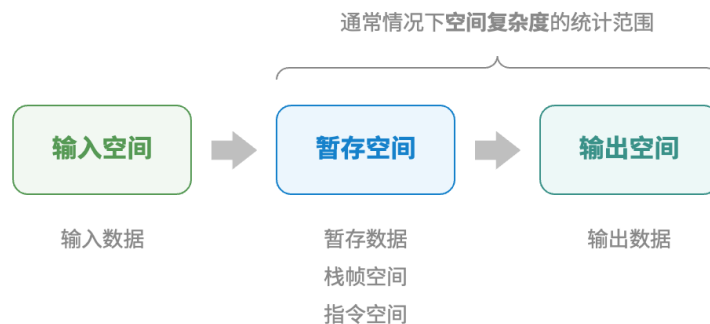 通常情况下空间复杂度的统计范围
输入空间
暂存空间
输出空间
输入数据
暂存数据
输出数据
栈帧空间
指令空间